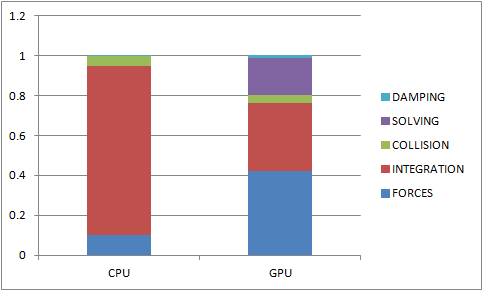 1.2
1
0.8
0.6
0.4
0.2
0
CPU
GPU
DAMPING
SOLVING
COLLISION
INTEGRATION
FORCES